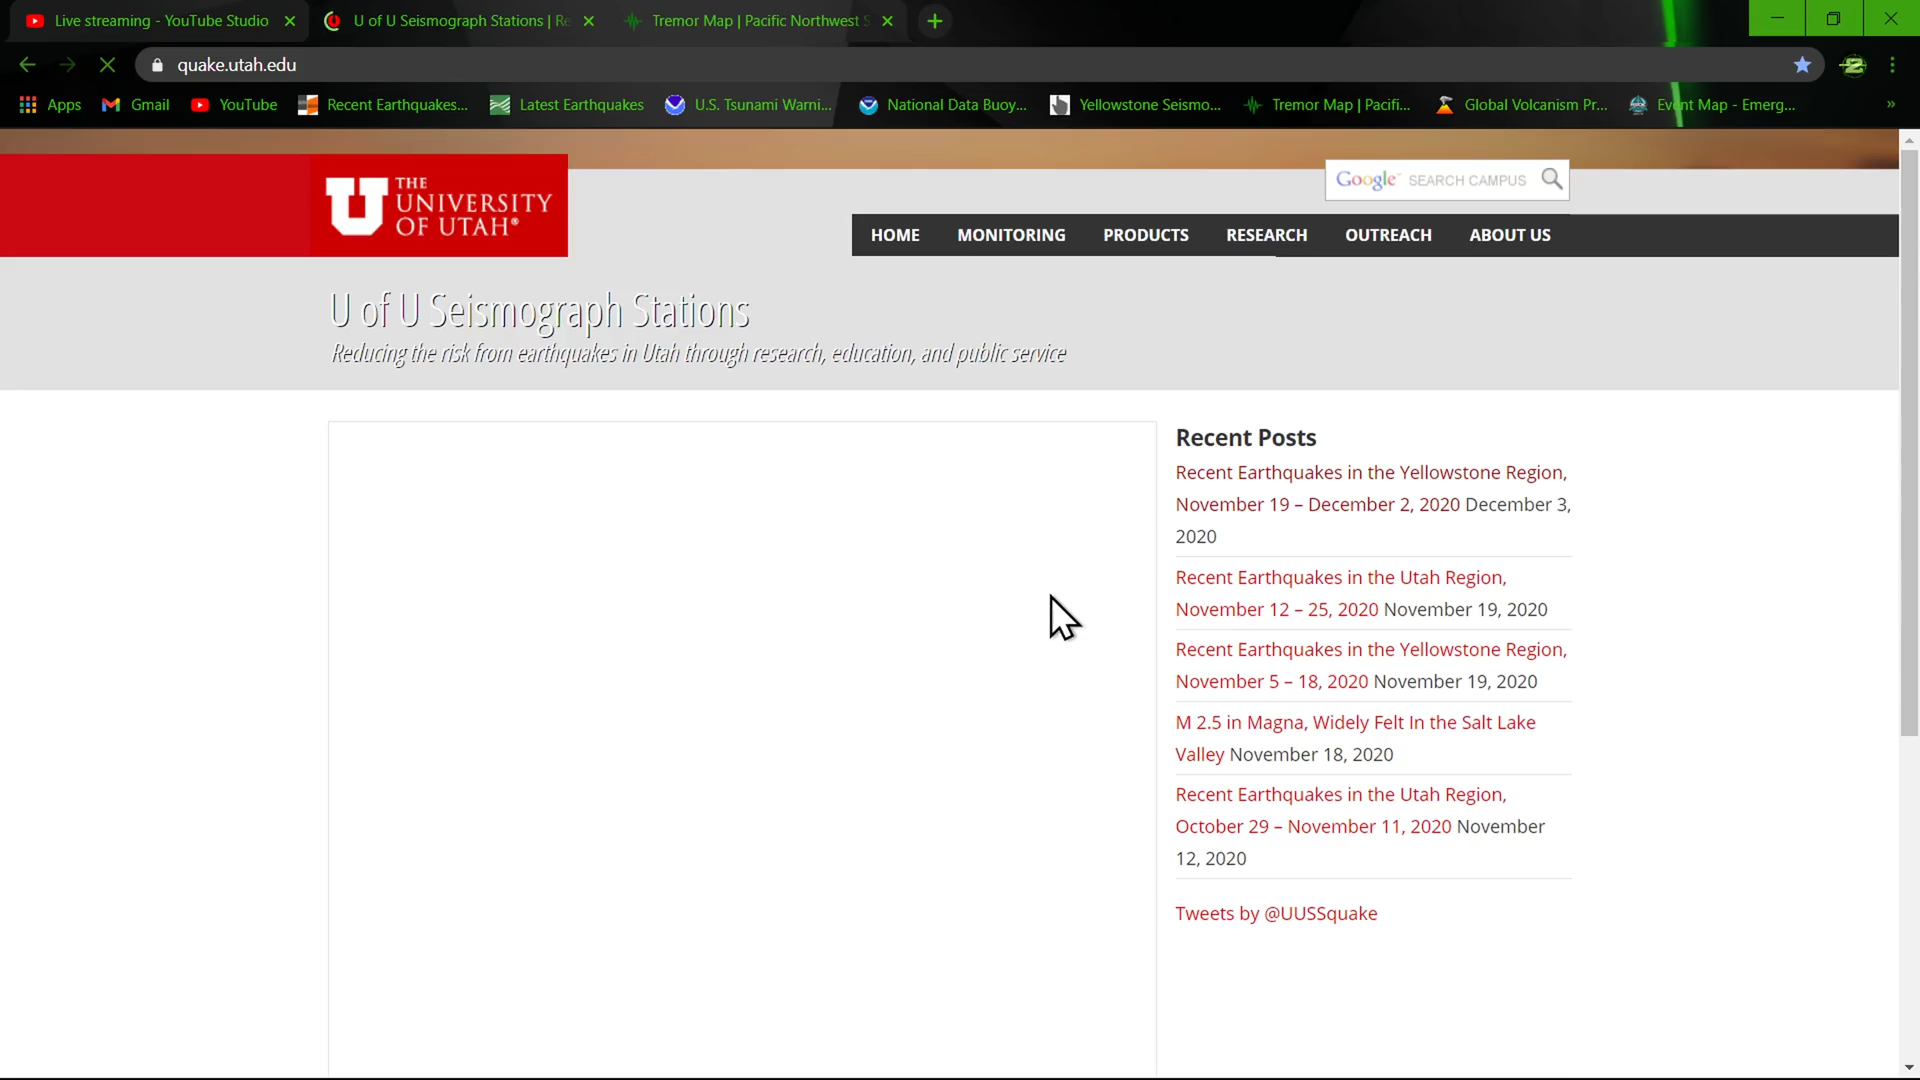 Live streaming - YouTube Studio
U of U Seismograph Stations | Re
Tremor Map | Pacific Northwest S
quake.utah.edu
Apps
Gmail
YouTube
Recent Earthquakes...
Latest Earthquakes
U.S. Tsunami Warni...
National Data Buoy...
Yellowstone Seismo...
Tremor Map | Pacifi...
Global Volcanism Pr...
Event Map - Emerg...
»
THE
UNIVERSITY
OF UTAH®
U
Google™ SEARCH CAMPUS
HOME MONITORING PRODUCTS RESEARCH OUTREACH ABOUT US
U of U Seismograph Stations
Reducing the risk from earthquakes in Utah through research, education, and public service
Recent Posts
Recent Earthquakes in the Yellowstone Region,
November 19 – December 2, 2020 December 3,
2020
Recent Earthquakes in the Utah Region,
November 12 – 25, 2020 November 19, 2020
Recent Earthquakes in the Yellowstone Region,
November 5 – 18, 2020 November 19, 2020
M 2.5 in Magna, Widely Felt In the Salt Lake
Valley November 18, 2020
Recent Earthquakes in the Utah Region,
October 29 – November 11, 2020 November
12, 2020
Tweets by @UUSSquake